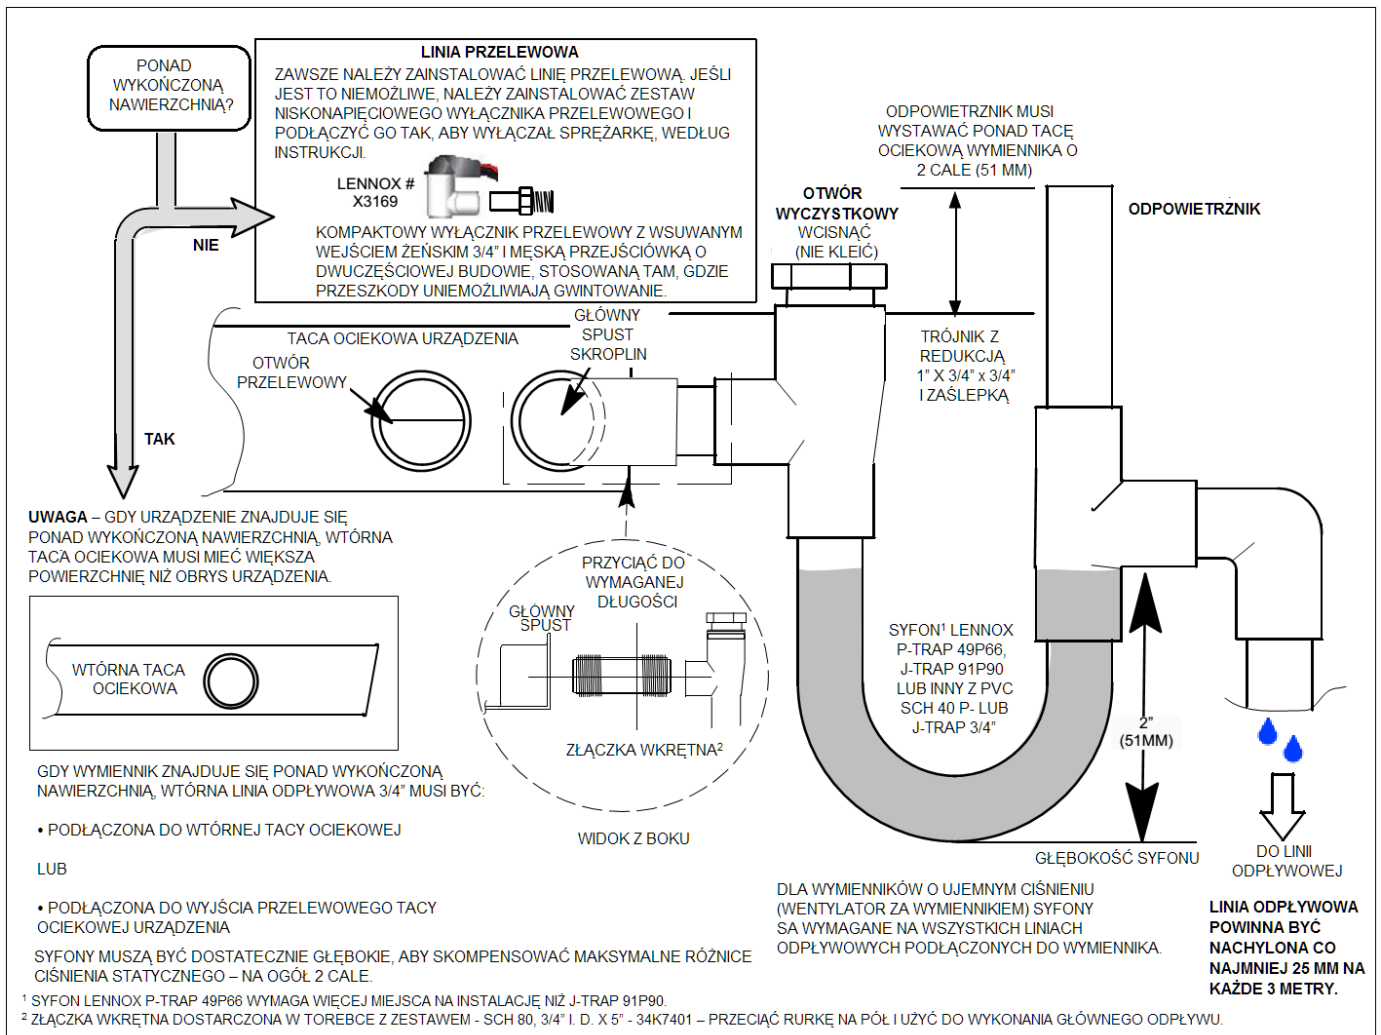 PONAD
WYKOŃCZONĄ
NAWIERZCHNIĄ?
NIE
TAK
LINIA PRZELEWOWA
ZAWSZE NALEŻY ZAINSTALOWAĆ LINIĘ PRZELEWOWĄ. JEŚLI
JEST TO NIEMOŻLIWE, NALEŻY ZAINSTALOWAĆ ZESTAW
NISKONAPIĘCIOWEGO WYŁĄCZNIKA PRZELEWOWEGO I
PODŁĄCZYĆ GO TAK, ABY WYŁĄCZAŁ SPRĘŻARKĘ, WEDŁUG
INSTRUKCJI.
LENNOX #
X3169
KOMPAKTOWY WYŁĄCZNIK PRZELEWOWY Z WSUWANYM
WEJŚCIEM ŻEŃSKIM 3/4” I MĘSKĄ PRZEJŚCIÓWKĄ O
DWUCZĘŚCIOWEJ BUDOWIE, STOSOWANĄ TAM, GDZIE
PRZESZKODY UNIEMOŻLIWIAJĄ GWINTOWANIE.
ODPOWIETRZNIK MUSI
WYSTAWAĆ PONAD TACĘ
OCIEKOWĄ WYMIENNIKA O
2 CALE (51 MM)
OTWÓR
WYCZYSTKOWY
WCISNĄĆ
(NIE KLEIĆ)
ODPOWIETRZNIK
TACA OCIEKOWA URZĄDZENIA
OTWÓR
PRZELEWOWY
GŁÓWNY
SPUST
SKROPLIN
TRÓJNIK Z
REDUKCJĄ
1” X 3/4” x 3/4”
I ZAŚLEPKĄ
UWAGA – GDY URZĄDZENIE ZNAJDUJE SIĘ
PONAD WYKOŃCZONĄ NAWIERZCHNIĄ, WTÓRNA
TACA OCIEKOWA MUSI MIEĆ WIĘKSZA
POWIERZCHNIĘ NIŻ OBRYS URZĄDZENIA.
WTÓRNA TACA
OCIEKOWA
PRZYCIĄĆ DO
WYMAGANEJ
DŁUGOŚCI
GŁÓWNY
SPUST
ZŁĄCZKA WKRĘTNA²
WIDOK Z BOKU
SYFON¹ LENNOX
P-TRAP 49P66,
J-TRAP 91P90
LUB INNY Z PVC
SCH 40 P- LUB
J-TRAP 3/4”
2”
(51MM)
GŁĘBOKOŚĆ SYFONU
DO LINII
ODPŁYWOWEJ
GDY WYMIENNIK ZNAJDUJE SIĘ PONAD WYKOŃCZONĄ
NAWIERZCHNIĄ, WTÓRNA LINIA ODPŁYWOWA 3/4” MUSI BYĆ:
• PODŁĄCZONA DO WTÓRNEJ TACY OCIEKOWEJ
LUB
• PODŁĄCZONA DO WYJŚCIA PRZELEWOWEGO TACY
OCIEKOWEJ URZĄDZENIA
SYFONY MUSZĄ BYĆ DOSTATECZNIE GŁĘBOKIE, ABY SKOMPENSOWAĆ MAKSYMALNE RÓŻNICE
CIŚNIENIA STATYCZNEGO – NA OGÓŁ 2 CALE.
DLA WYMIENNIKÓW O UJEMNYM CIŚNIENIU
(WENTYLATOR ZA WYMIENNIKIEM) SYFONY
SA WYMAGANE NA WSZYSTKICH LINIACH
ODPŁYWOWYCH PODŁĄCZONYCH DO WYMIENNIKA.
LINIA ODPŁYWOWA
POWINNA BYĆ
NACHYLONA CO
NAJMNIEJ 25 MM NA
KAŻDE 3 METRY.
¹ SYFON LENNOX P-TRAP 49P66 WYMAGA WIĘCEJ MIEJSCA NA INSTALACJĘ NIŻ J-TRAP 91P90.
² ZŁĄCZKA WKRĘTNA DOSTARCZONA W TOREBCE Z ZESTAWEM - SCH 80, 3/4” I. D. X 5” - 34K7401 – PRZECIĄĆ RURKĘ NA PÓŁ I UŻYĆ DO WYKONANIA GŁÓWNEGO ODPŁYWU.